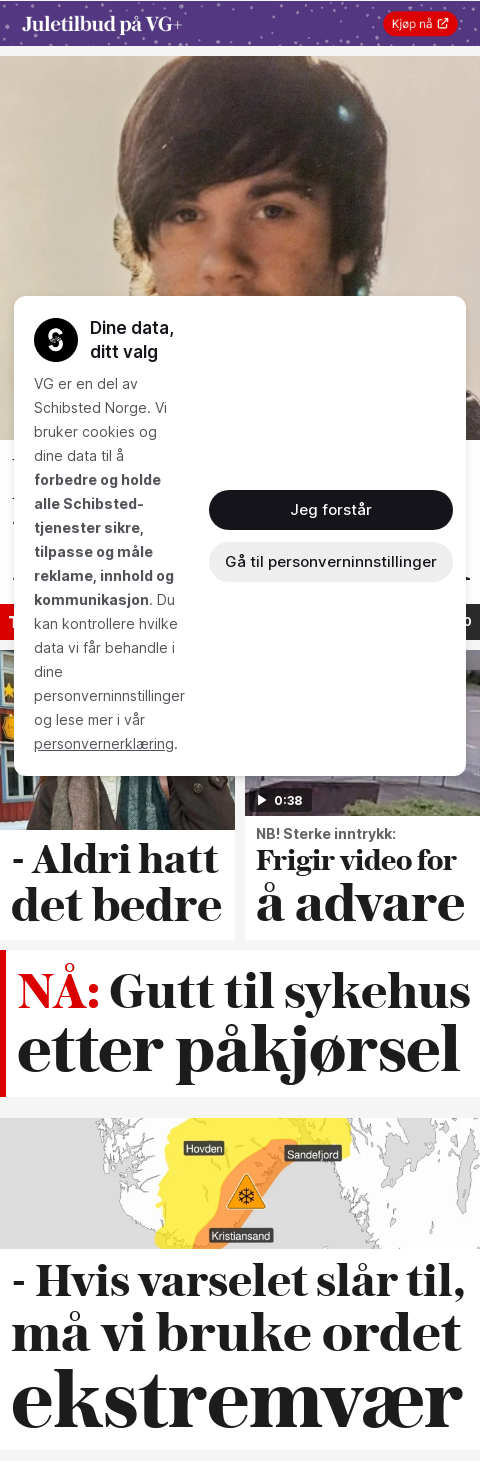 Juletilbud på VG+
Kjøp nå
Dine data,
ditt valg
VG er en del av
Schibsted Norge. Vi
bruker cookies og
dine data til å
forbedre og holde
alle Schibsted-
tjenester sikre,
tilpasse og måle
reklame, innhold og
kommunikasjon. Du
kan kontrollere hvilke
data vi får behandle i
dine
personverninnstillinger
og lese mer i vår
personvernerklæring.
Jeg forstår
Gå til personverninnstillinger
0:38
- Aldri hatt
det bedre
NB! Sterke inntrykk:
Frigir video for
å advare
NÅ: Gutt til sykehus
etter påkjørsel
Hovden
Sandefjord
Kristiansand
- Hvis varselet slår til,
må vi bruke ordet
ekstremvær